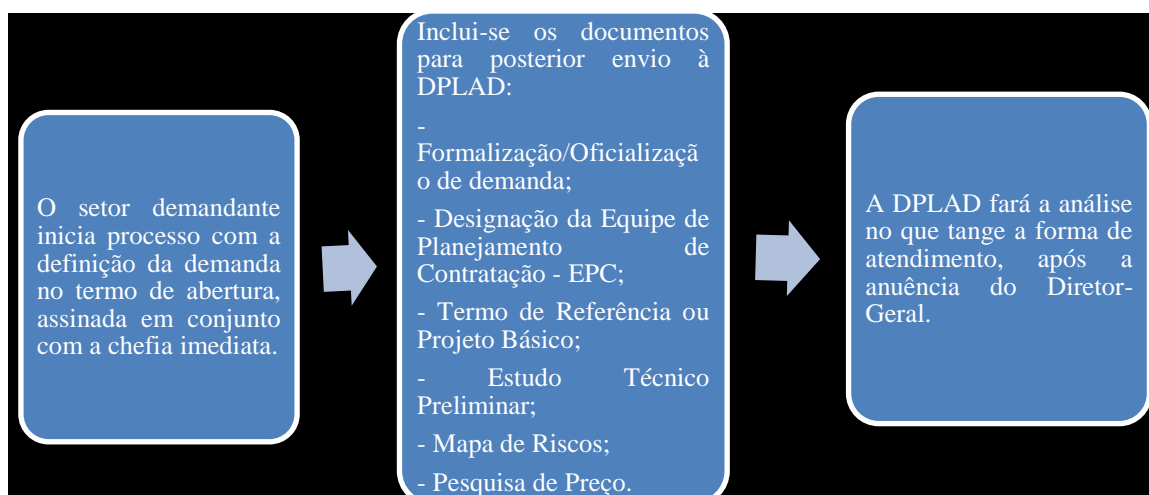 O setor demandante
inicia processo com a
definição da demanda
no termo de abertura,
assinada em conjunto
com a chefia imediata.
Inclui-se os documentos
para posterior envio à
DPLAD:
-
Formalização/Oficializaçã
o de demanda;
- Designação da Equipe de
Planejamento de
Contratação - EPC;
- Termo de Referência ou
Projeto Básico;
- Estudo Técnico
Preliminar;
- Mapa de Riscos;
- Pesquisa de Preço.
A DPLAD fará a análise
no que tange a forma de
atendimento, após a
anuência do Diretor-
Geral.